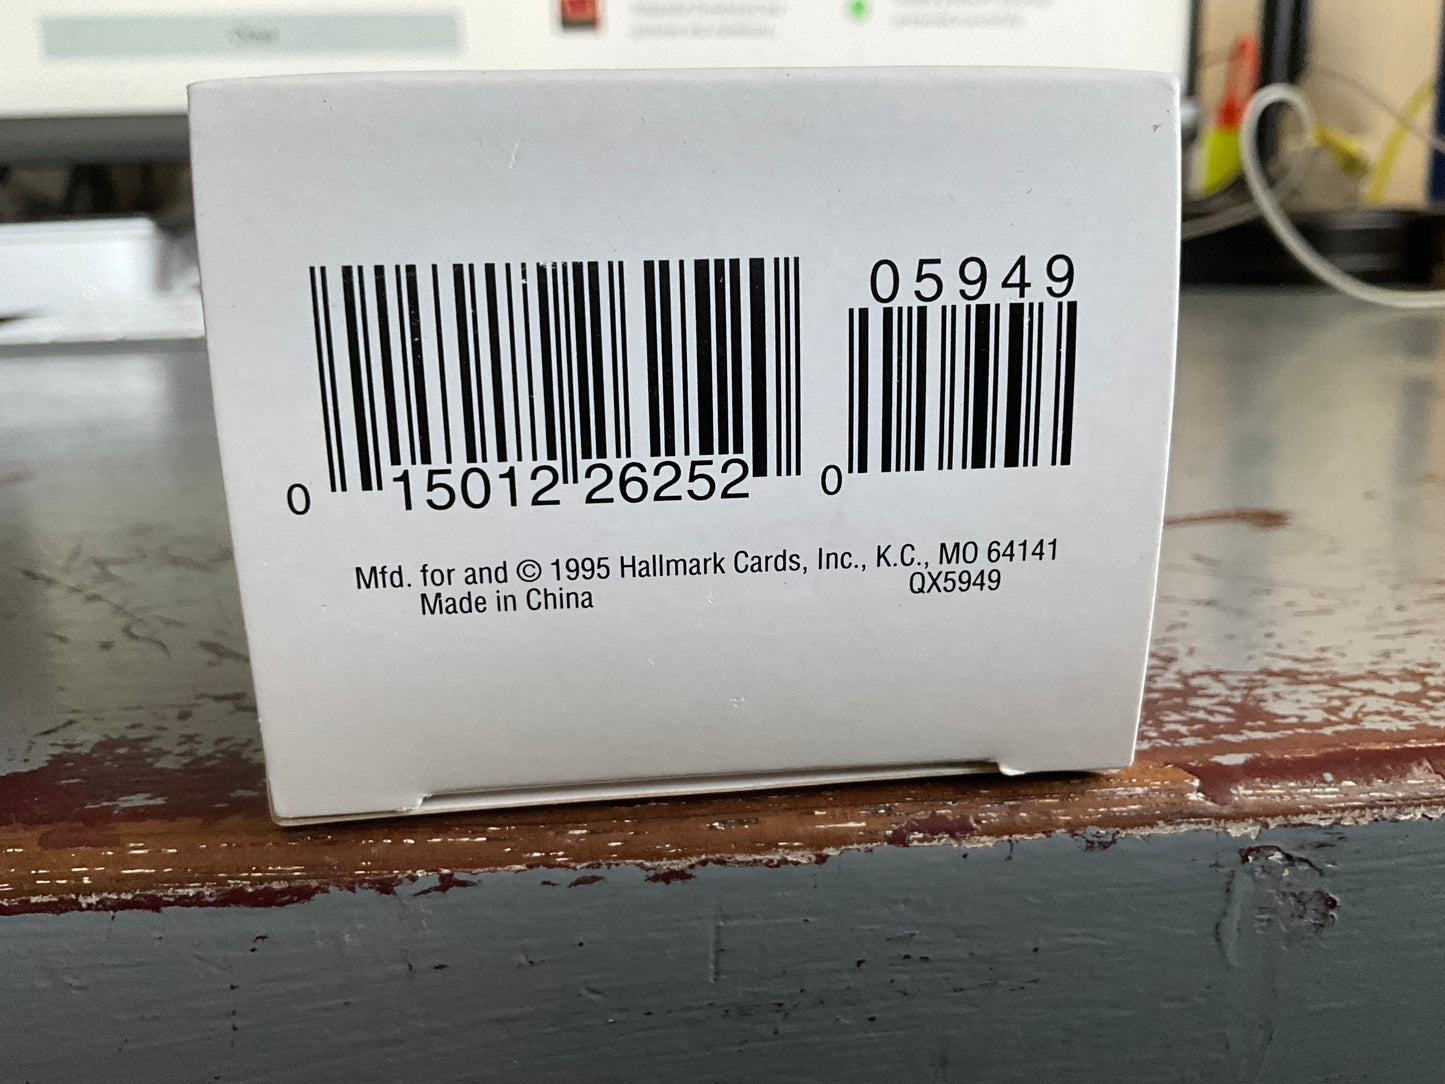 05949
0 15012 26252 0
Mfd. for and © 1995 Hallmark Cards, Inc., K.C., MO 64141
Made in China QX5949